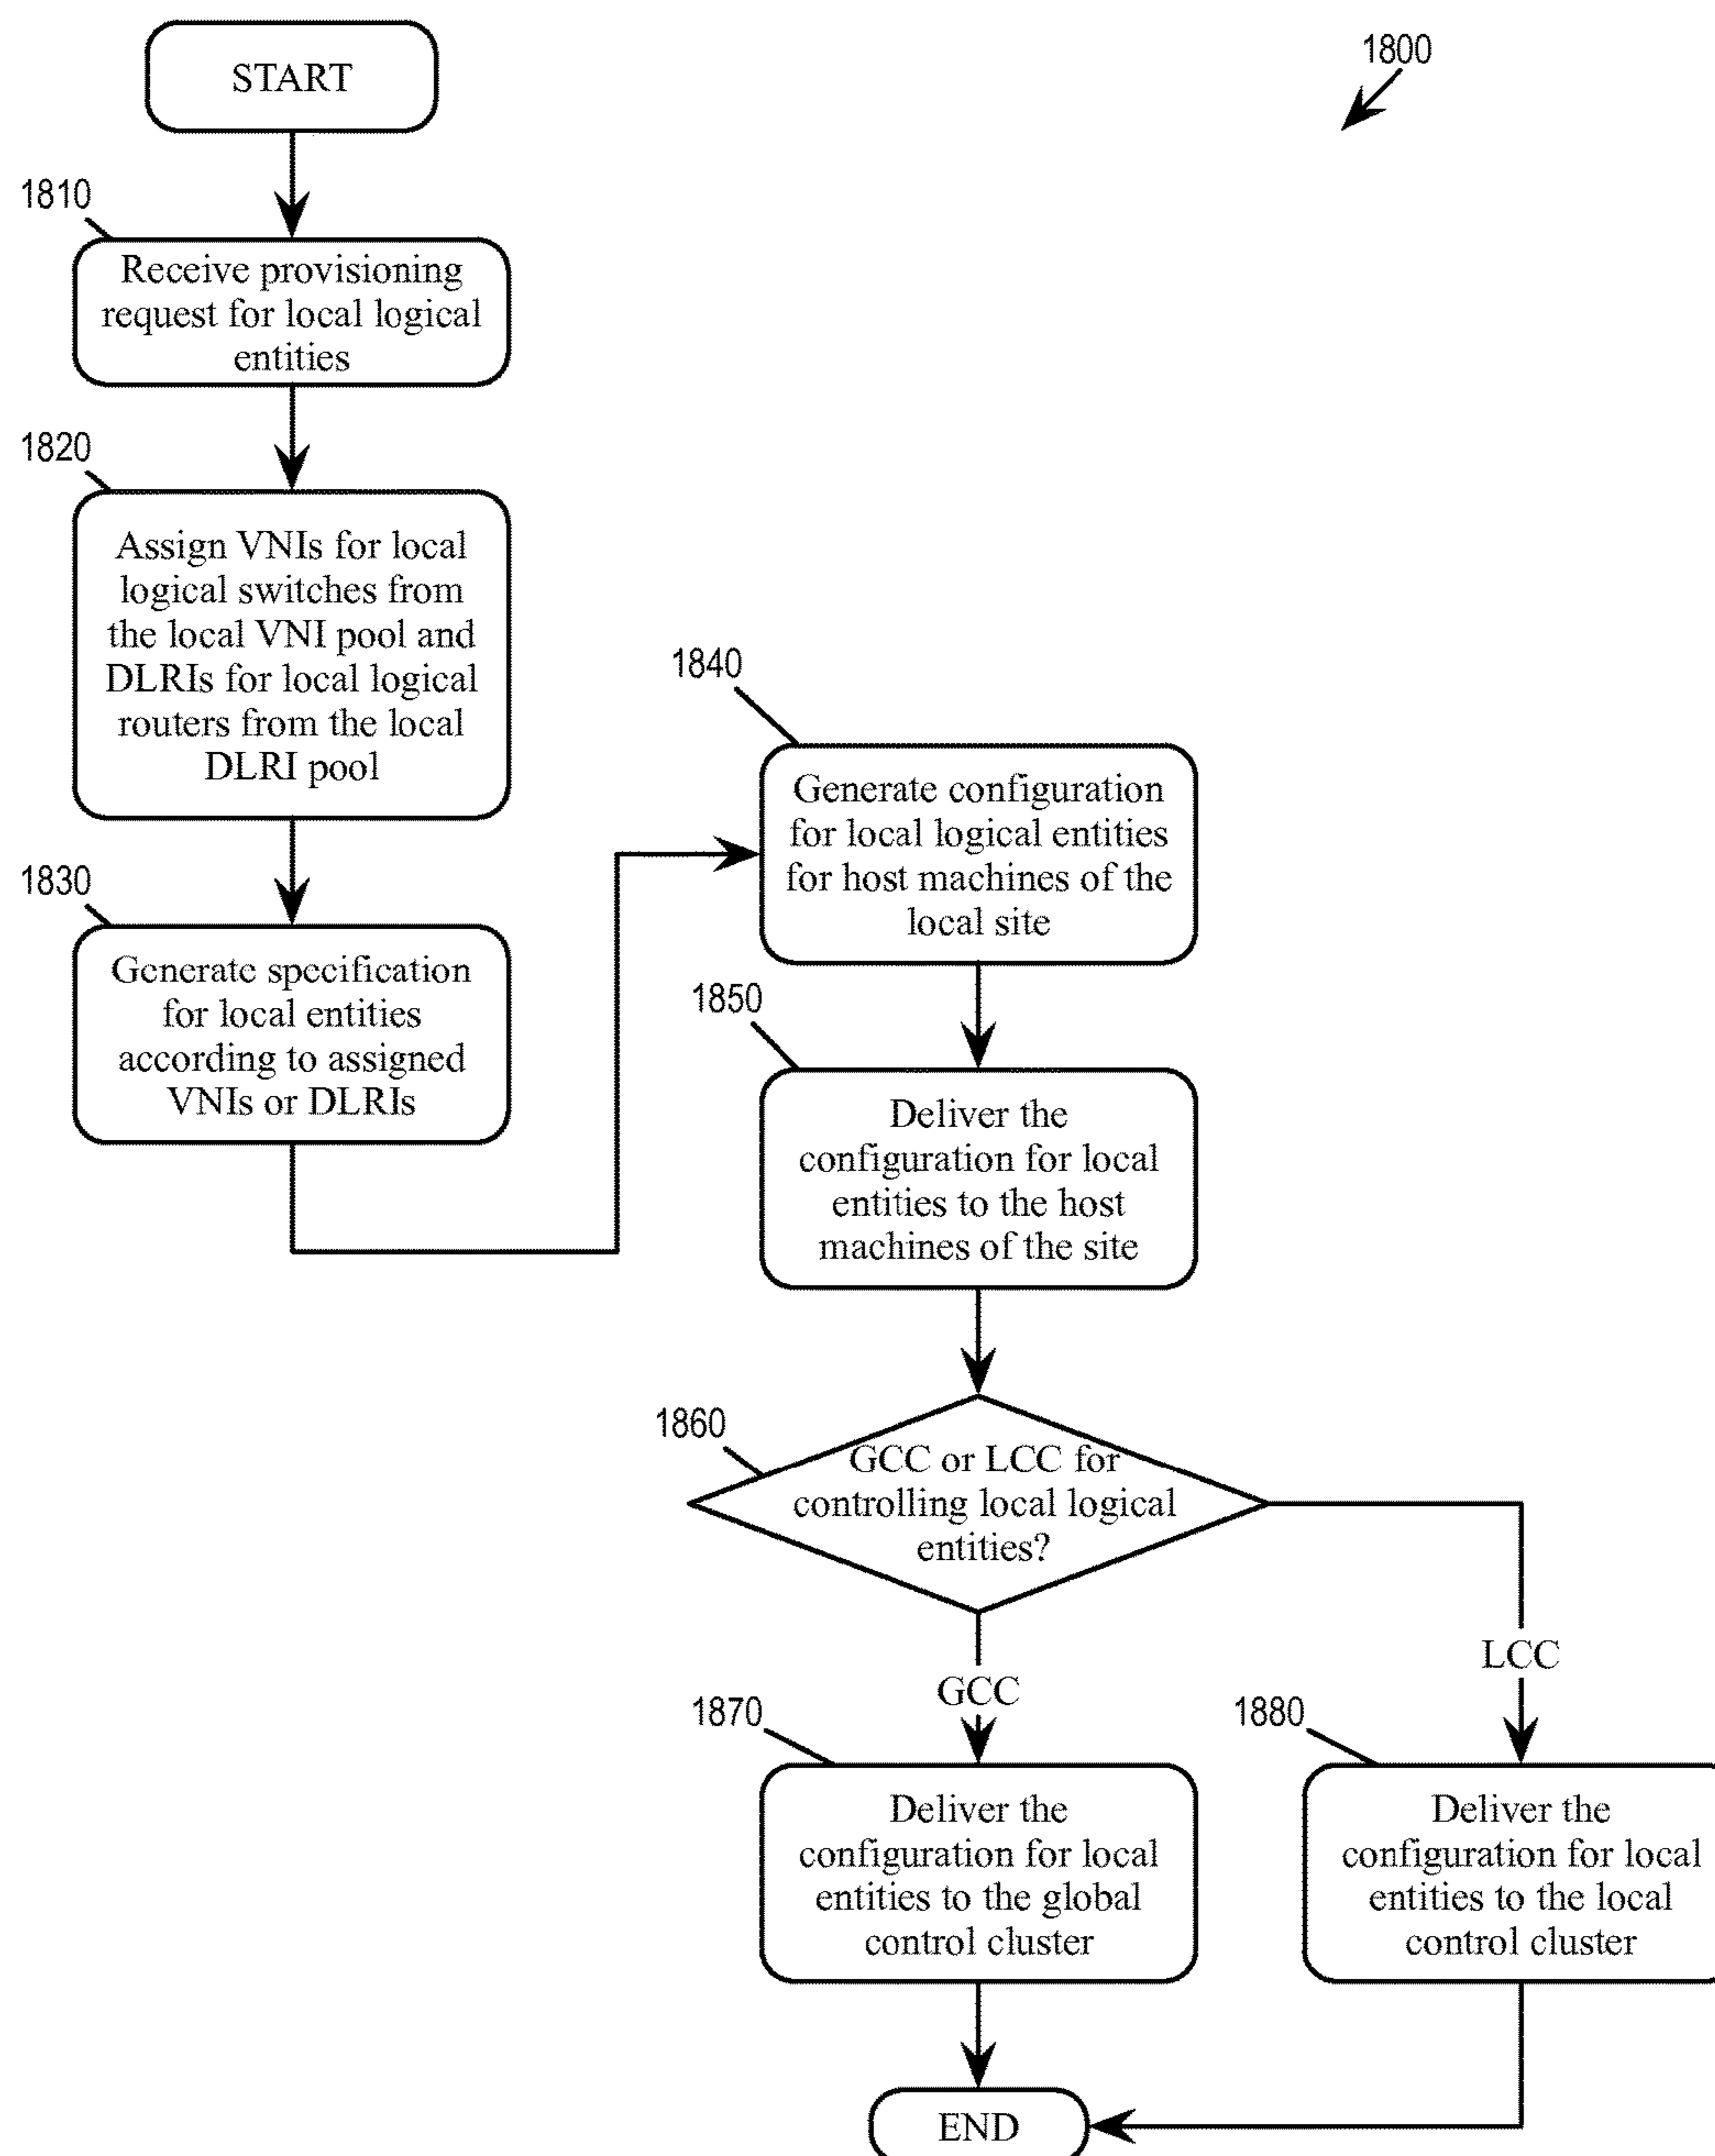 START
1800
1810
Receive provisioning
request for local logical
entities
1820
Assign VNIs for local
logical switches from
the local VNI pool and
DLRIs for local logical
routers from the local
DLRI pool
1830
Generate specification
for local entities
according to assigned
VNIs or DLRIs
1840
Generate configuration
for local logical entities
for host machines of the
local site
1850
Deliver the
configuration for local
entities to the host
machines of the site
1860
GCC or LCC for
controlling local logical
entities?
GCC
LCC
1870
Deliver the
configuration for local
entities to the global
control cluster
1880
Deliver the
configuration for local
entities to the local
control cluster
END